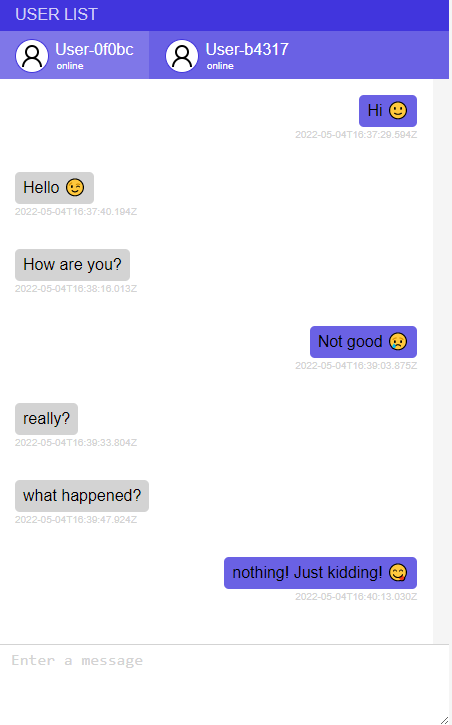 USER LIST
User-0f0bc
online
User-b4317
online
Hi 🙂
2022-05-04T16:37:29.594Z
Hello 😉
2022-05-04T16:37:40.194Z
How are you?
2022-05-04T16:38:16.013Z
Not good 😢
2022-05-04T16:39:03.875Z
really?
2022-05-04T16:39:33.804Z
what happened?
2022-05-04T16:39:47.924Z
nothing! Just kidding! 😋
2022-05-04T16:40:13.030Z
Enter a message